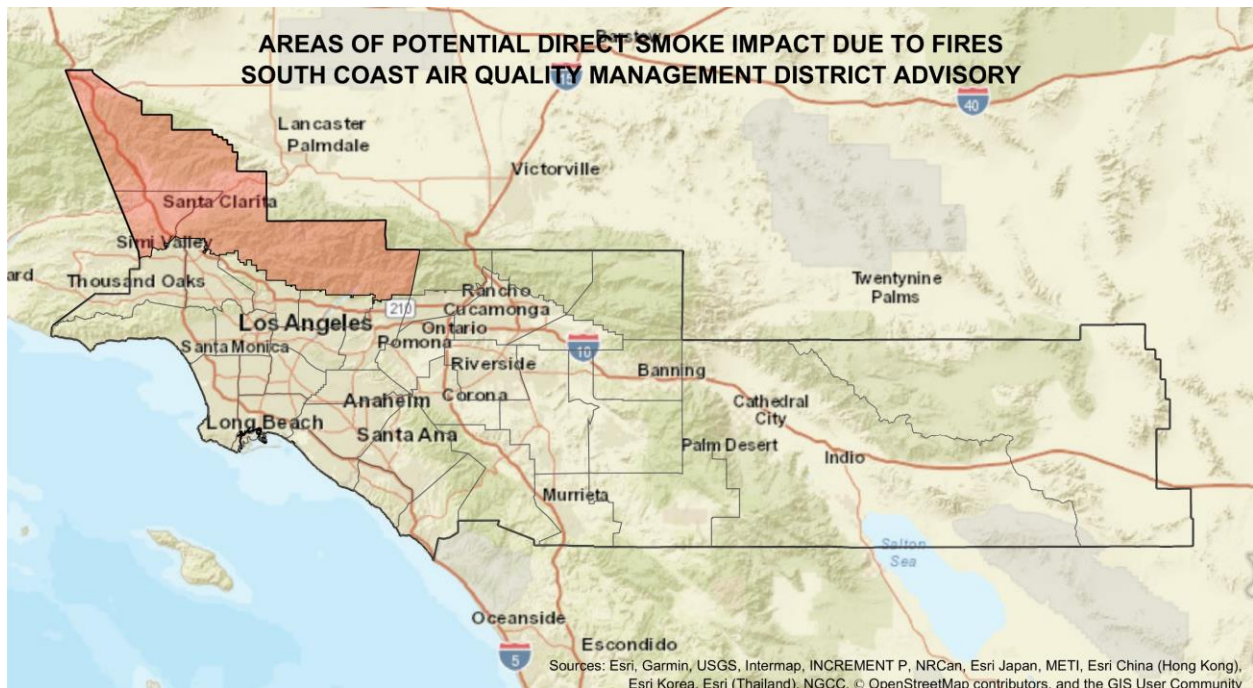 AREAS OF POTENTIAL DIRECT SMOKE IMPACT DUE TO FIRES
Barstow
SOUTH COAST AIR QUALITY MANAGEMENT DISTRICT ADVISORY
15
40
Lancaster
Palmdale
Victorville
Santa Clarita
Simi Valley
ard
Thousand Oaks
Twentynine
Palms
Rancho
Cucamonga
210
Los Angeles
Ontario
Pomona
Santa Monica
10
Riverside
Banning
Corona
Anaheim
Cathedral
City
Long Beach
Santa Ana
Palm Desert
Indio
Murrieta
Salton
Sea
Oceanside
Escondido
5
Sources: Esri, Garmin, USGS, Intermap, INCREMENT P, NRCan, Esri Japan, METI, Esri China (Hong Kong),
Esri Korea, Esri (Thailand), NGCC, © OpenStreetMap contributors, and the GIS User Community